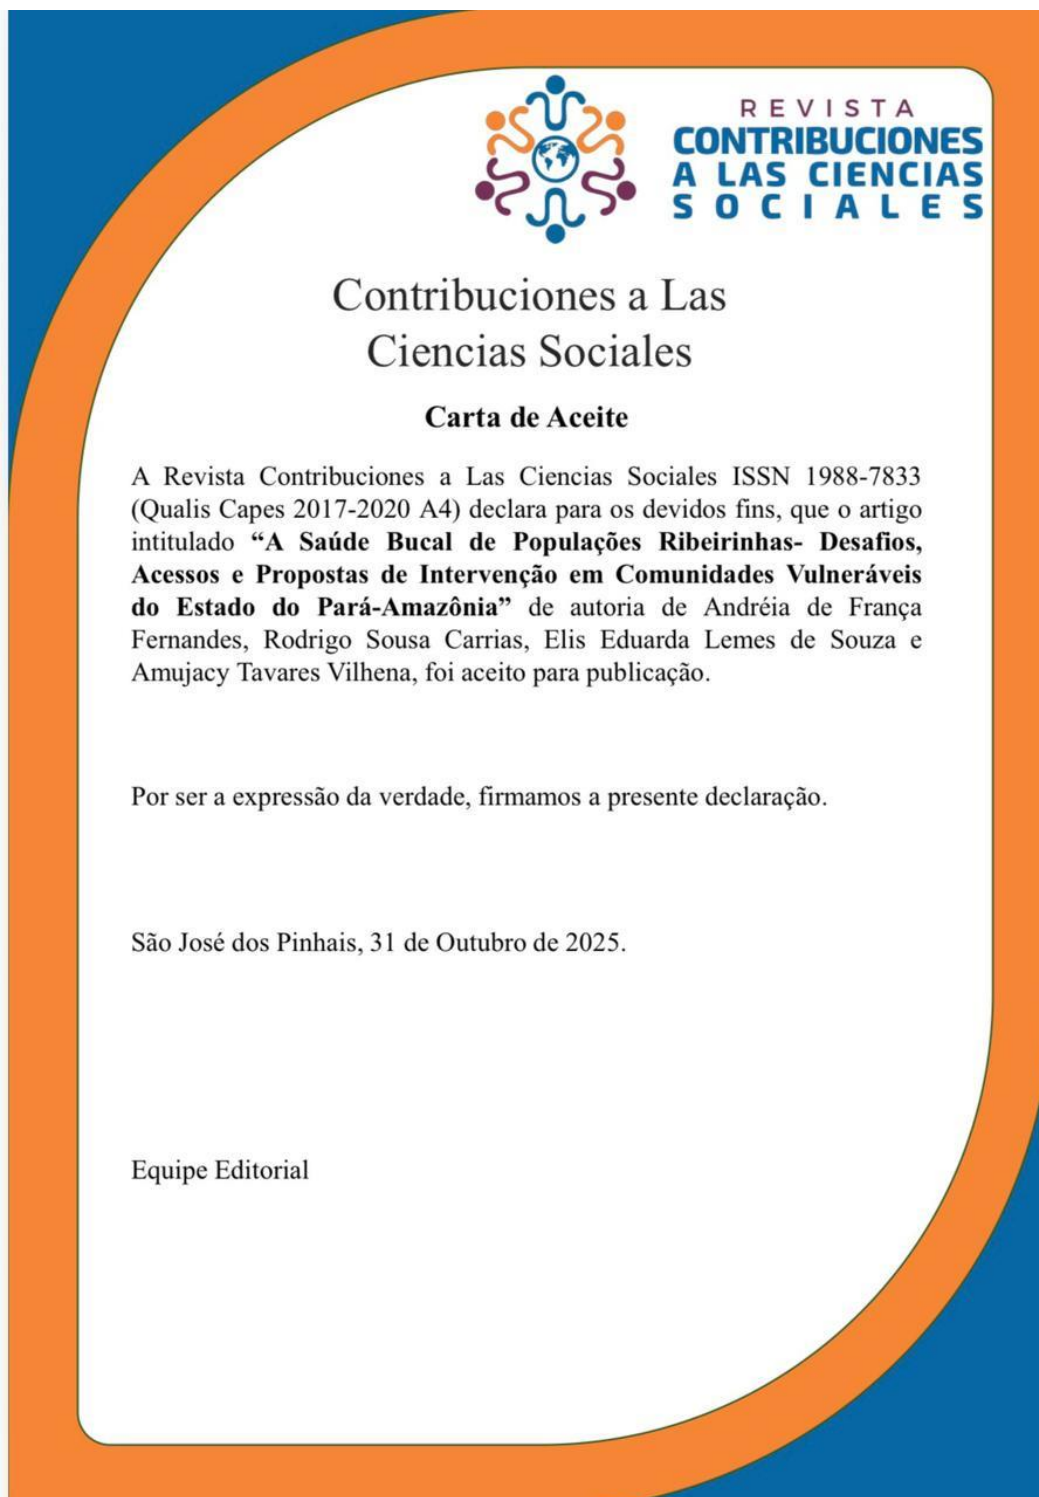 REVISTA
CONTRIBUCIONES
A LAS CIENCIAS
SOCIALES
Contribuciones a Las
Ciencias Sociales
Carta de Aceite
A Revista Contribuciones a Las Ciencias Sociales ISSN 1988-7833
(Qualis Capes 2017-2020 A4) declara para os devidos fins, que o artigo
intitulado “A Saúde Bucal de Populações Ribeirinhas- Desafios,
Acessos e Propostas de Intervenção em Comunidades Vulneráveis
do Estado do Pará-Amazônia” de autoria de Andréia de França
Fernandes, Rodrigo Sousa Carrias, Elis Eduarda Lemes de Souza e
Amujacy Tavares Vilhena, foi aceito para publicação.
Por ser a expressão da verdade, firmamos a presente declaração.
São José dos Pinhais, 31 de Outubro de 2025.
Equipe Editorial